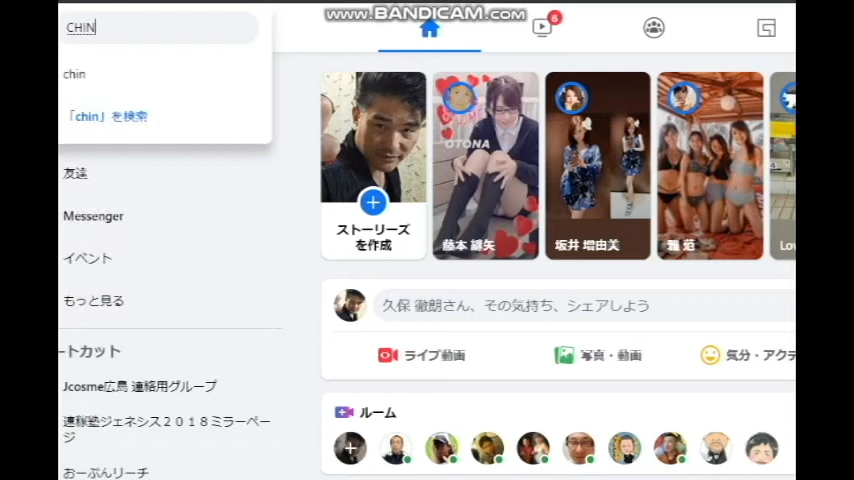 www.BANDICAM.com
CHIN
6
chin
「chin」を検索
友達
Messenger
イベント
もっと見る
ートカット
Jcosme広島 連絡用グループ
遠稼塾ジェネシス２０１８ミラーペー
ジ
おーぷんリーチ
ストーリーズ
を作成
OTONA
藤本 継矢
坂井 増由美
雅 范
Lov
久保 徹朗さん、その気持ち、シェアしよう
ライブ動画
写真・動画
気分・アクテ
ルーム